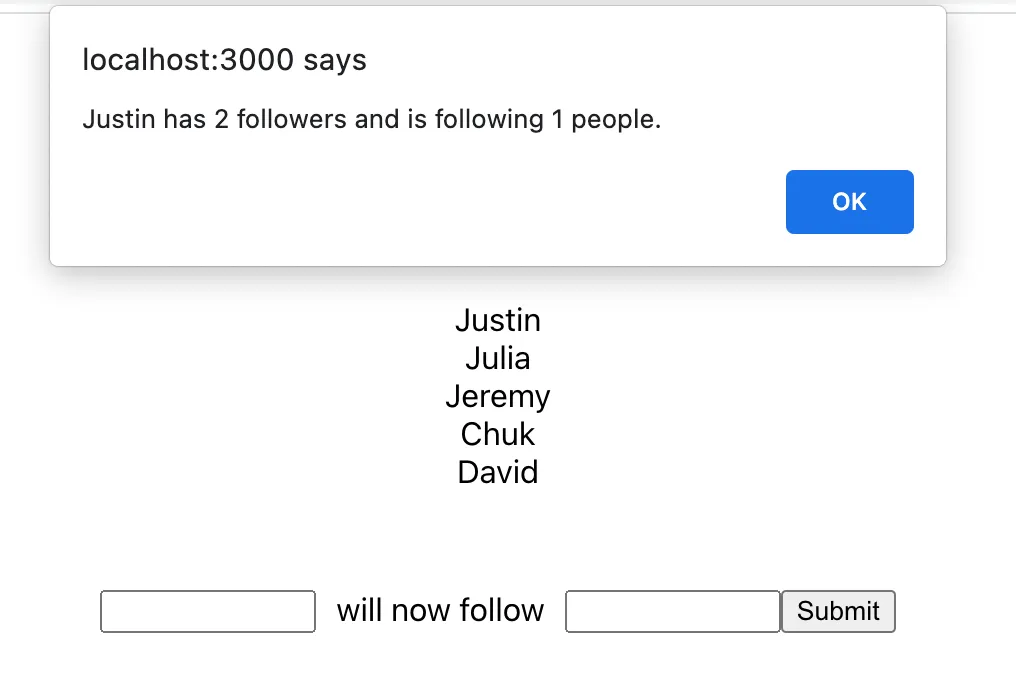 localhost:3000 says
Justin has 2 followers and is following 1 people.
OK
Justin
Julia
Jeremy
Chuk
David
will now follow Submit